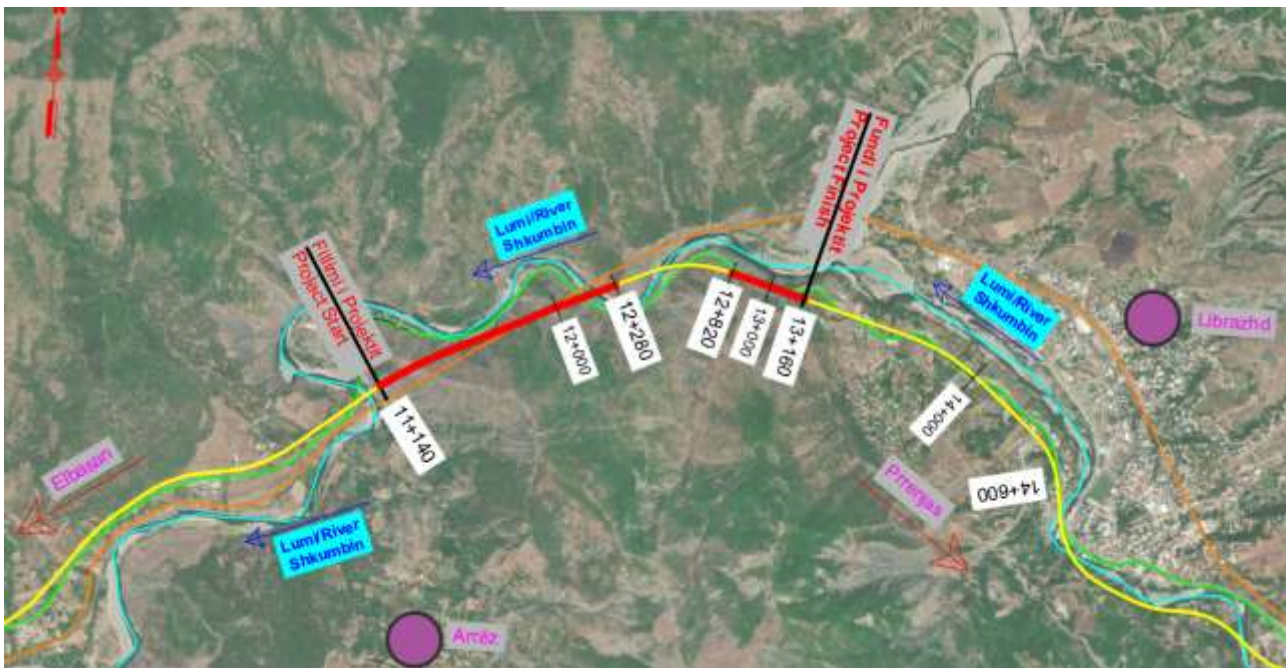 Fundi i Projektit
Project Finish
Lumi/River
Shkumbin
Fillimi i Projektit
Project Start
12+000
12+280
12+820
13+000
13+160
Lumi/River
Shkumbin
Librazhd
11+140
14+000
Elbasan
Prrenjas
14+600
Lumi/River
Shkumbin
Arrëz